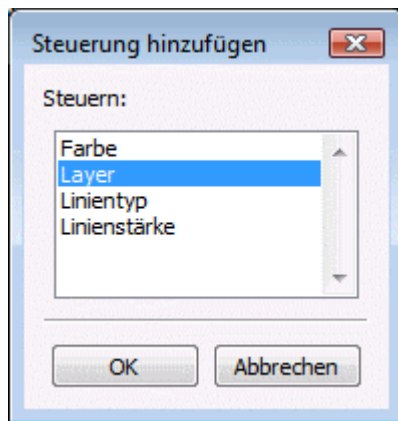 Steuerung hinzufügen
Steuern:
Farbe
Layer
Linientyp
Linienstärke
OK Abbrechen